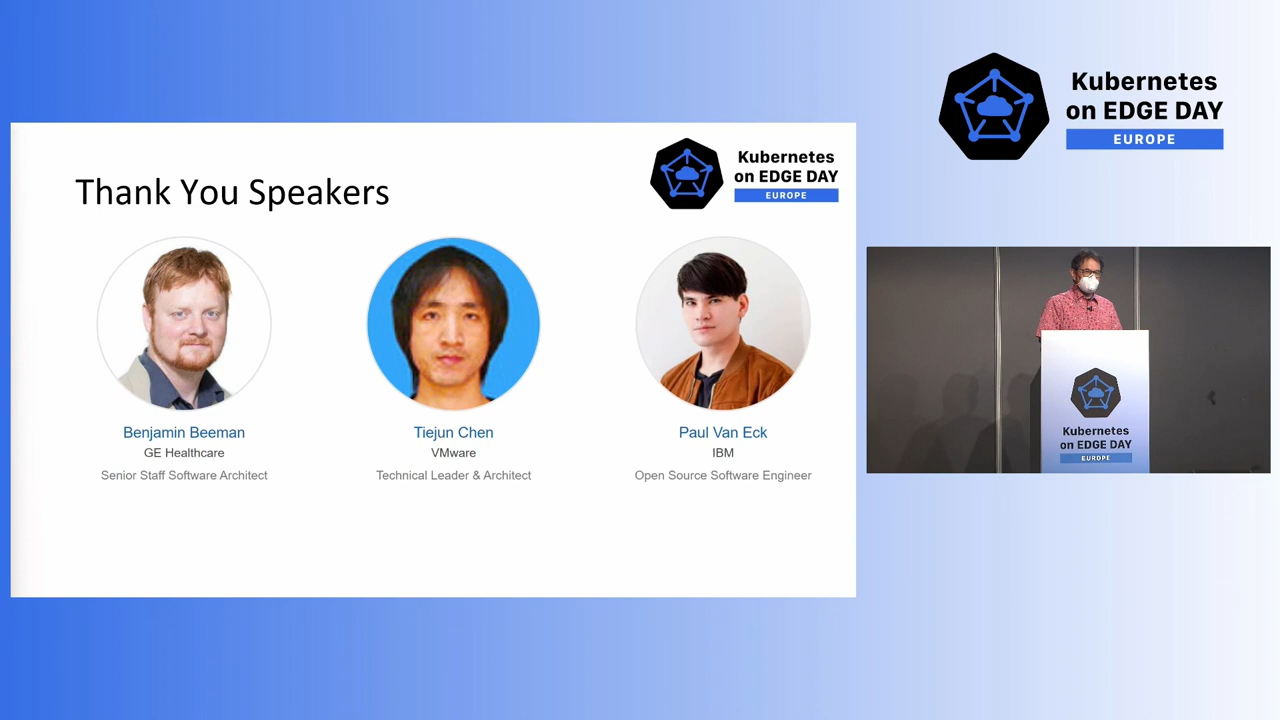 Kubernetes
on EDGE DAY
EUROPE
Thank You Speakers
Kubernetes
on EDGE DAY
EUROPE
Benjamin Beeman
GE Healthcare
Senior Staff Software Architect
Tiejun Chen
VMware
Technical Leader & Architect
Paul Van Eck
IBM
Open Source Software Engineer
Kubernetes
on EDGE DAY
EUROPE